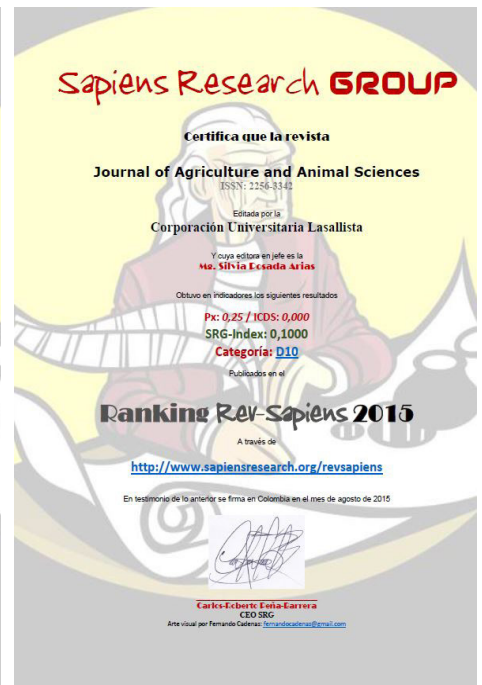 Sapiens Research GROUP
Certifica que la revista
Journal of Agriculture and Animal Sciences
ISSN: 2256-3342
Editada por la
Corporación Universitaria Lasallista
Y cuya editora en jefe es la
Mg. Silvia Posada Arias
Obtuvo en indicadores los siguientes resultados
Px: 0,25 / ICDS: 0,000
SRG-Index: 0,1000
Categoría: D10
Publicados en el
Ranking Rev-Sapiens 2015
A través de
http://www.sapiensresearch.org/revsapiens
En testimonio de lo anterior se firma en Colombia en el mes de agosto de 2015
Carlos-Roberto Peña-Barrera
CEO SRG
Arte visual por Fernando Cadenas: fernandocadenas@gmail.com